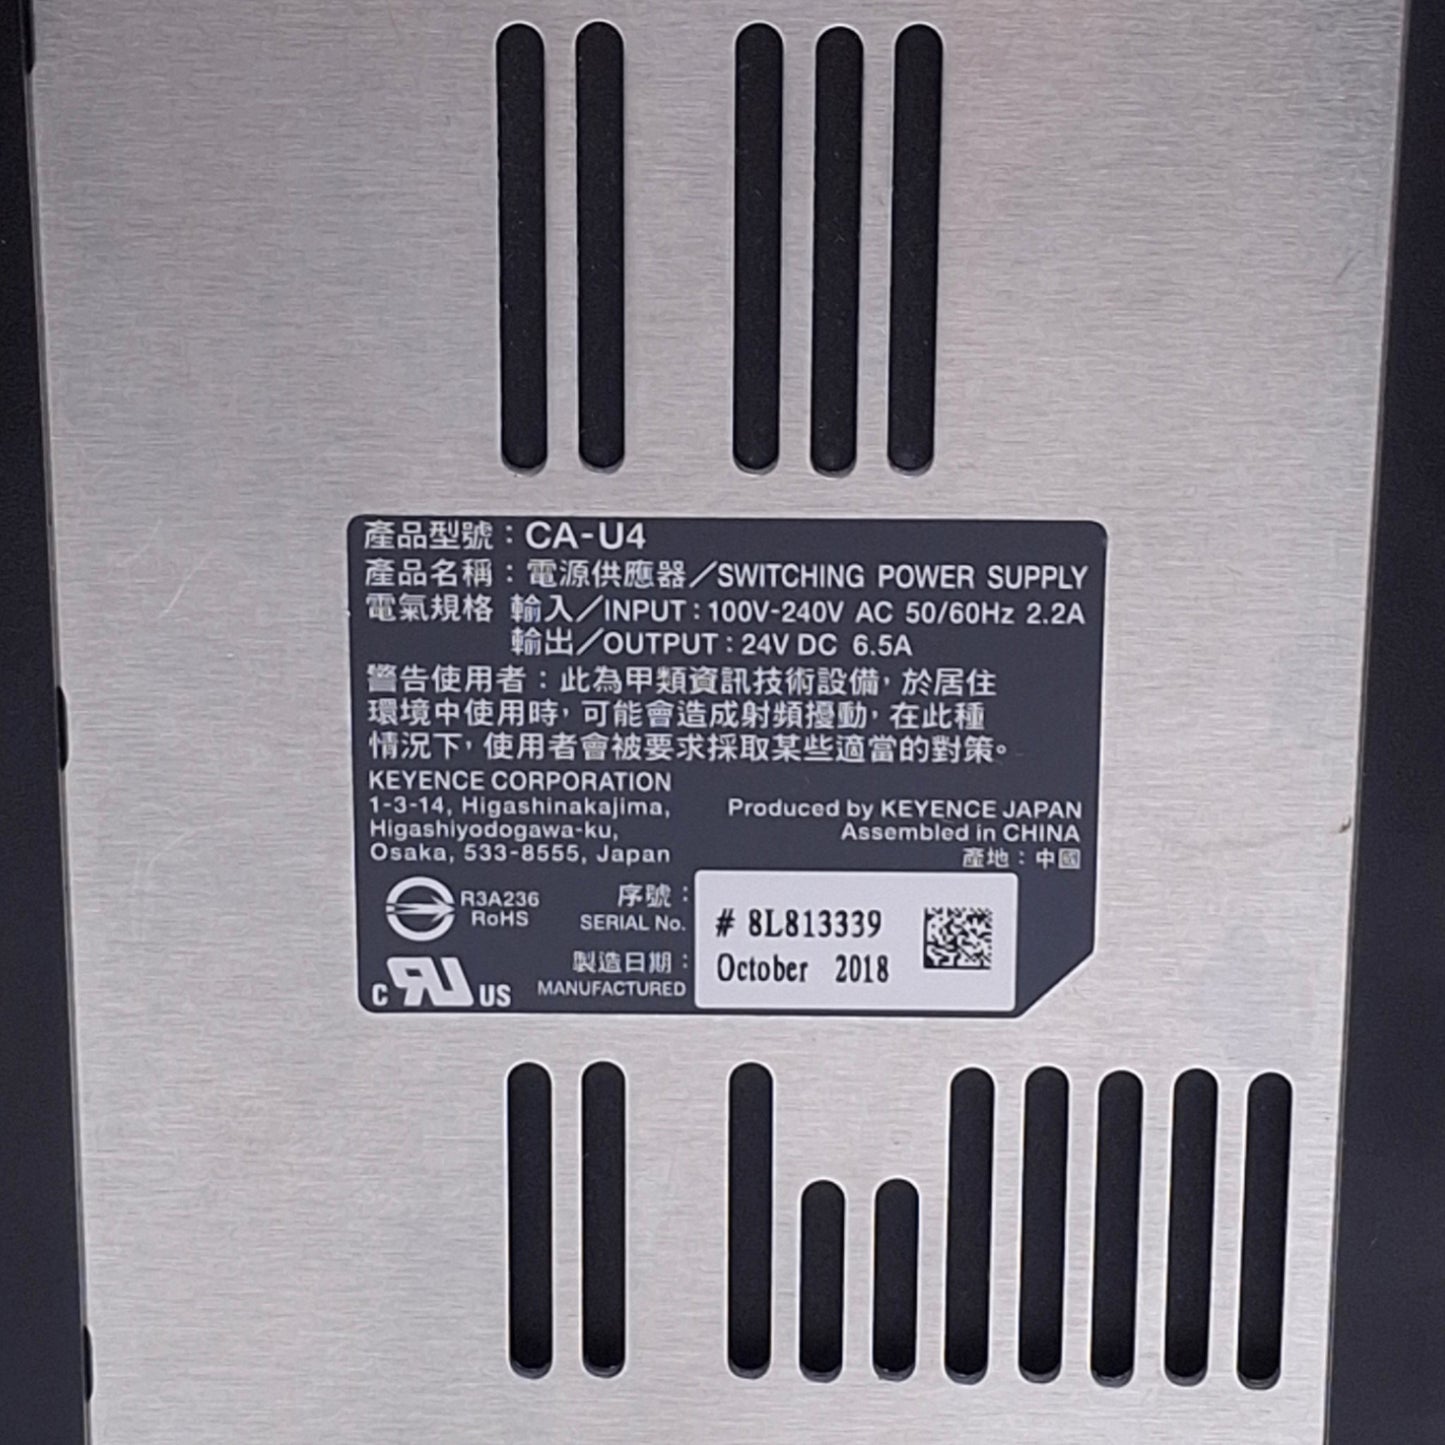 產品型號：CA-U4
產品名稱：電源供應器／SWITCHING POWER SUPPLY
電氣規格 輸入／INPUT：100V-240V AC 50/60Hz 2.2A
輸出／OUTPUT：24V DC 6.5A
警告使用者：此為甲類資訊技術設備，於居住
環境中使用時，可能會造成射頻擾動，在此種
情況下，使用者會被要求採取某些適當的對策。
KEYENCE CORPORATION
1-3-14, Higashinakajima,
Higashiyodogawa-ku,
Osaka, 533-8555, Japan
Produced by KEYENCE JAPAN
Assembled in CHINA
產地：中國
R3A236
RoHS
序號：
SERIAL No.
# 8L813339
製造日期：
MANUFACTURED
October 2018
C RU US